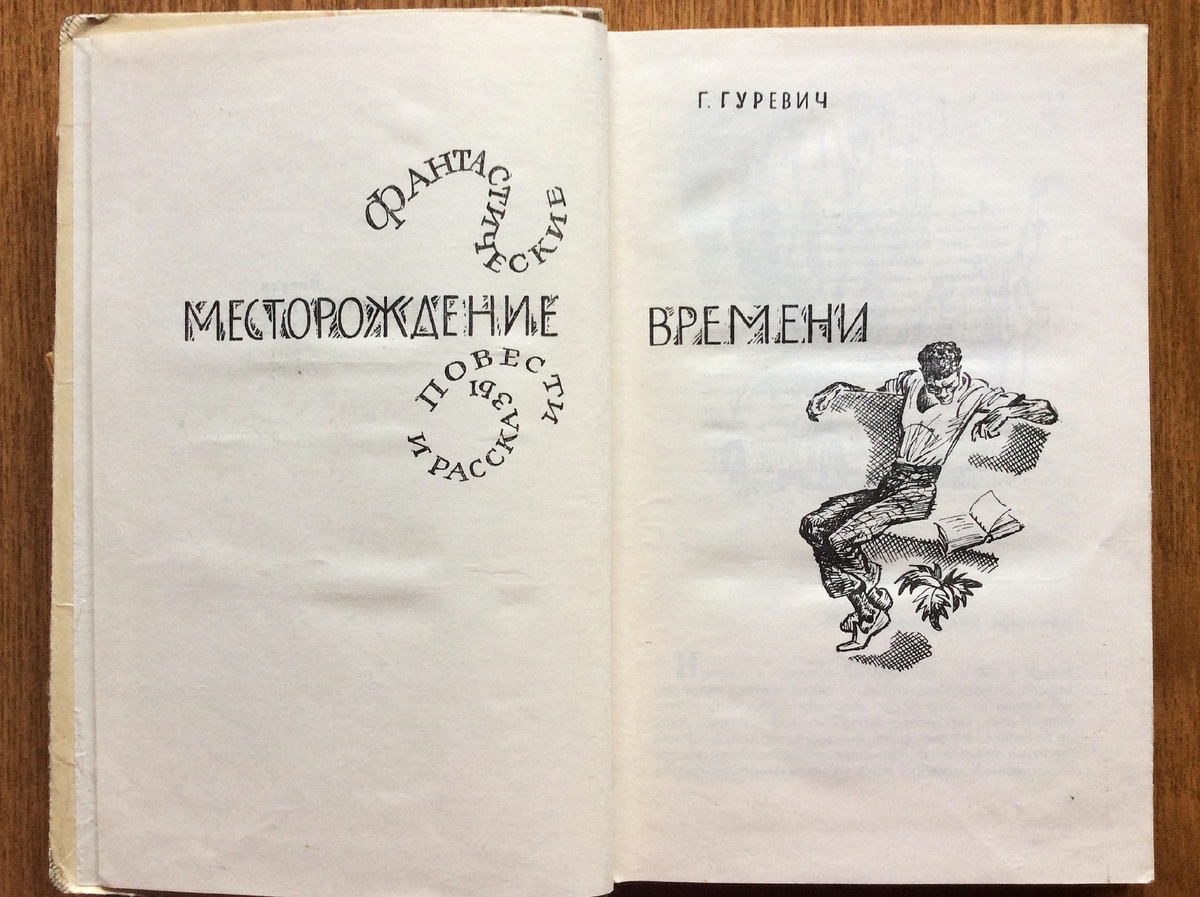 Г. ГУРЕВИЧ
ФАНТАСТИЧЕСКИЕ
МЕСТОРОЖДЕНИЕ ВРЕМЕНИ
ПОВЕСТИ
И РАССКАЗЫ